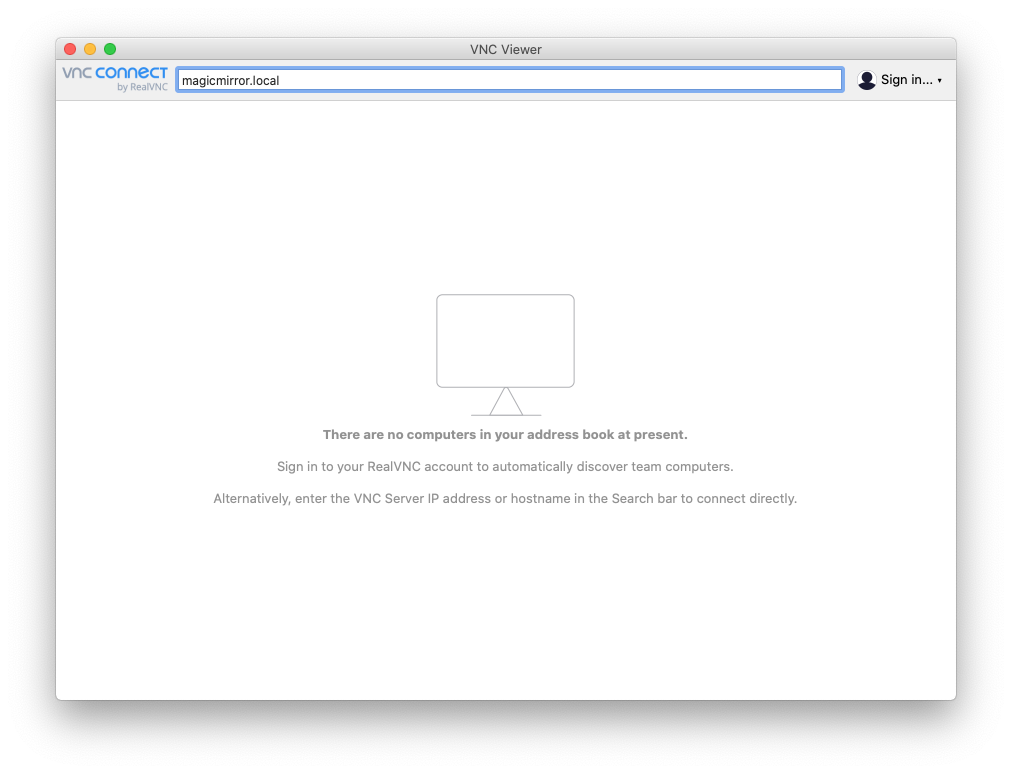 VNC Viewer
vnc connect
by RealVNC
magicmirror.local
Sign in...
There are no computers in your address book at present.
Sign in to your RealVNC account to automatically discover team computers.
Alternatively, enter the VNC Server IP address or hostname in the Search bar to connect directly.